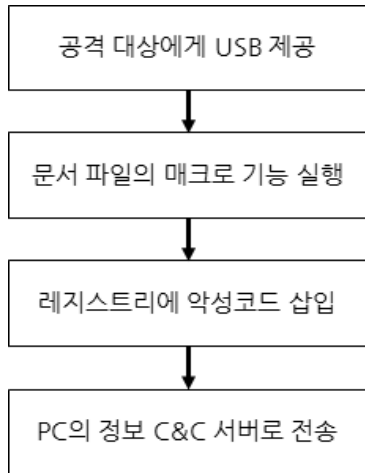 공격 대상에게 USB 제공
문서 파일의 매크로 기능 실행
레지스트리에 악성코드 삽입
PC의 정보 C&C 서버로 전송